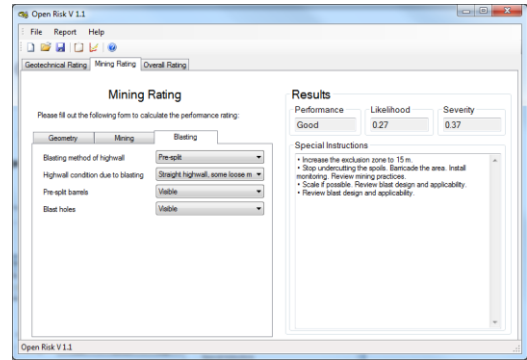 Open Risk V 1.1
File Report Help
Geotechnical Rating Mining Rating Overall Rating
Mining Rating
Please fill out the following form to calculate the performance rating:
Geometry Mining Blasting
Blasting method of highwall Pre-split
Highwall condition due to blasting Straight highwall, some loose m
Pre-split barrels Visible
Blast holes Visible
Results
Performance Likelihood Severity
Good 0.27 0.37
Special Instructions
• Increase the exclusion zone to 15 m.
• Stop undercutting the spoils. Barricade the area. Install
monitoring. Review mining practices.
• Scale if possible. Review blast design and applicability.
• Review blast design and applicability.
Open Risk V 1.1